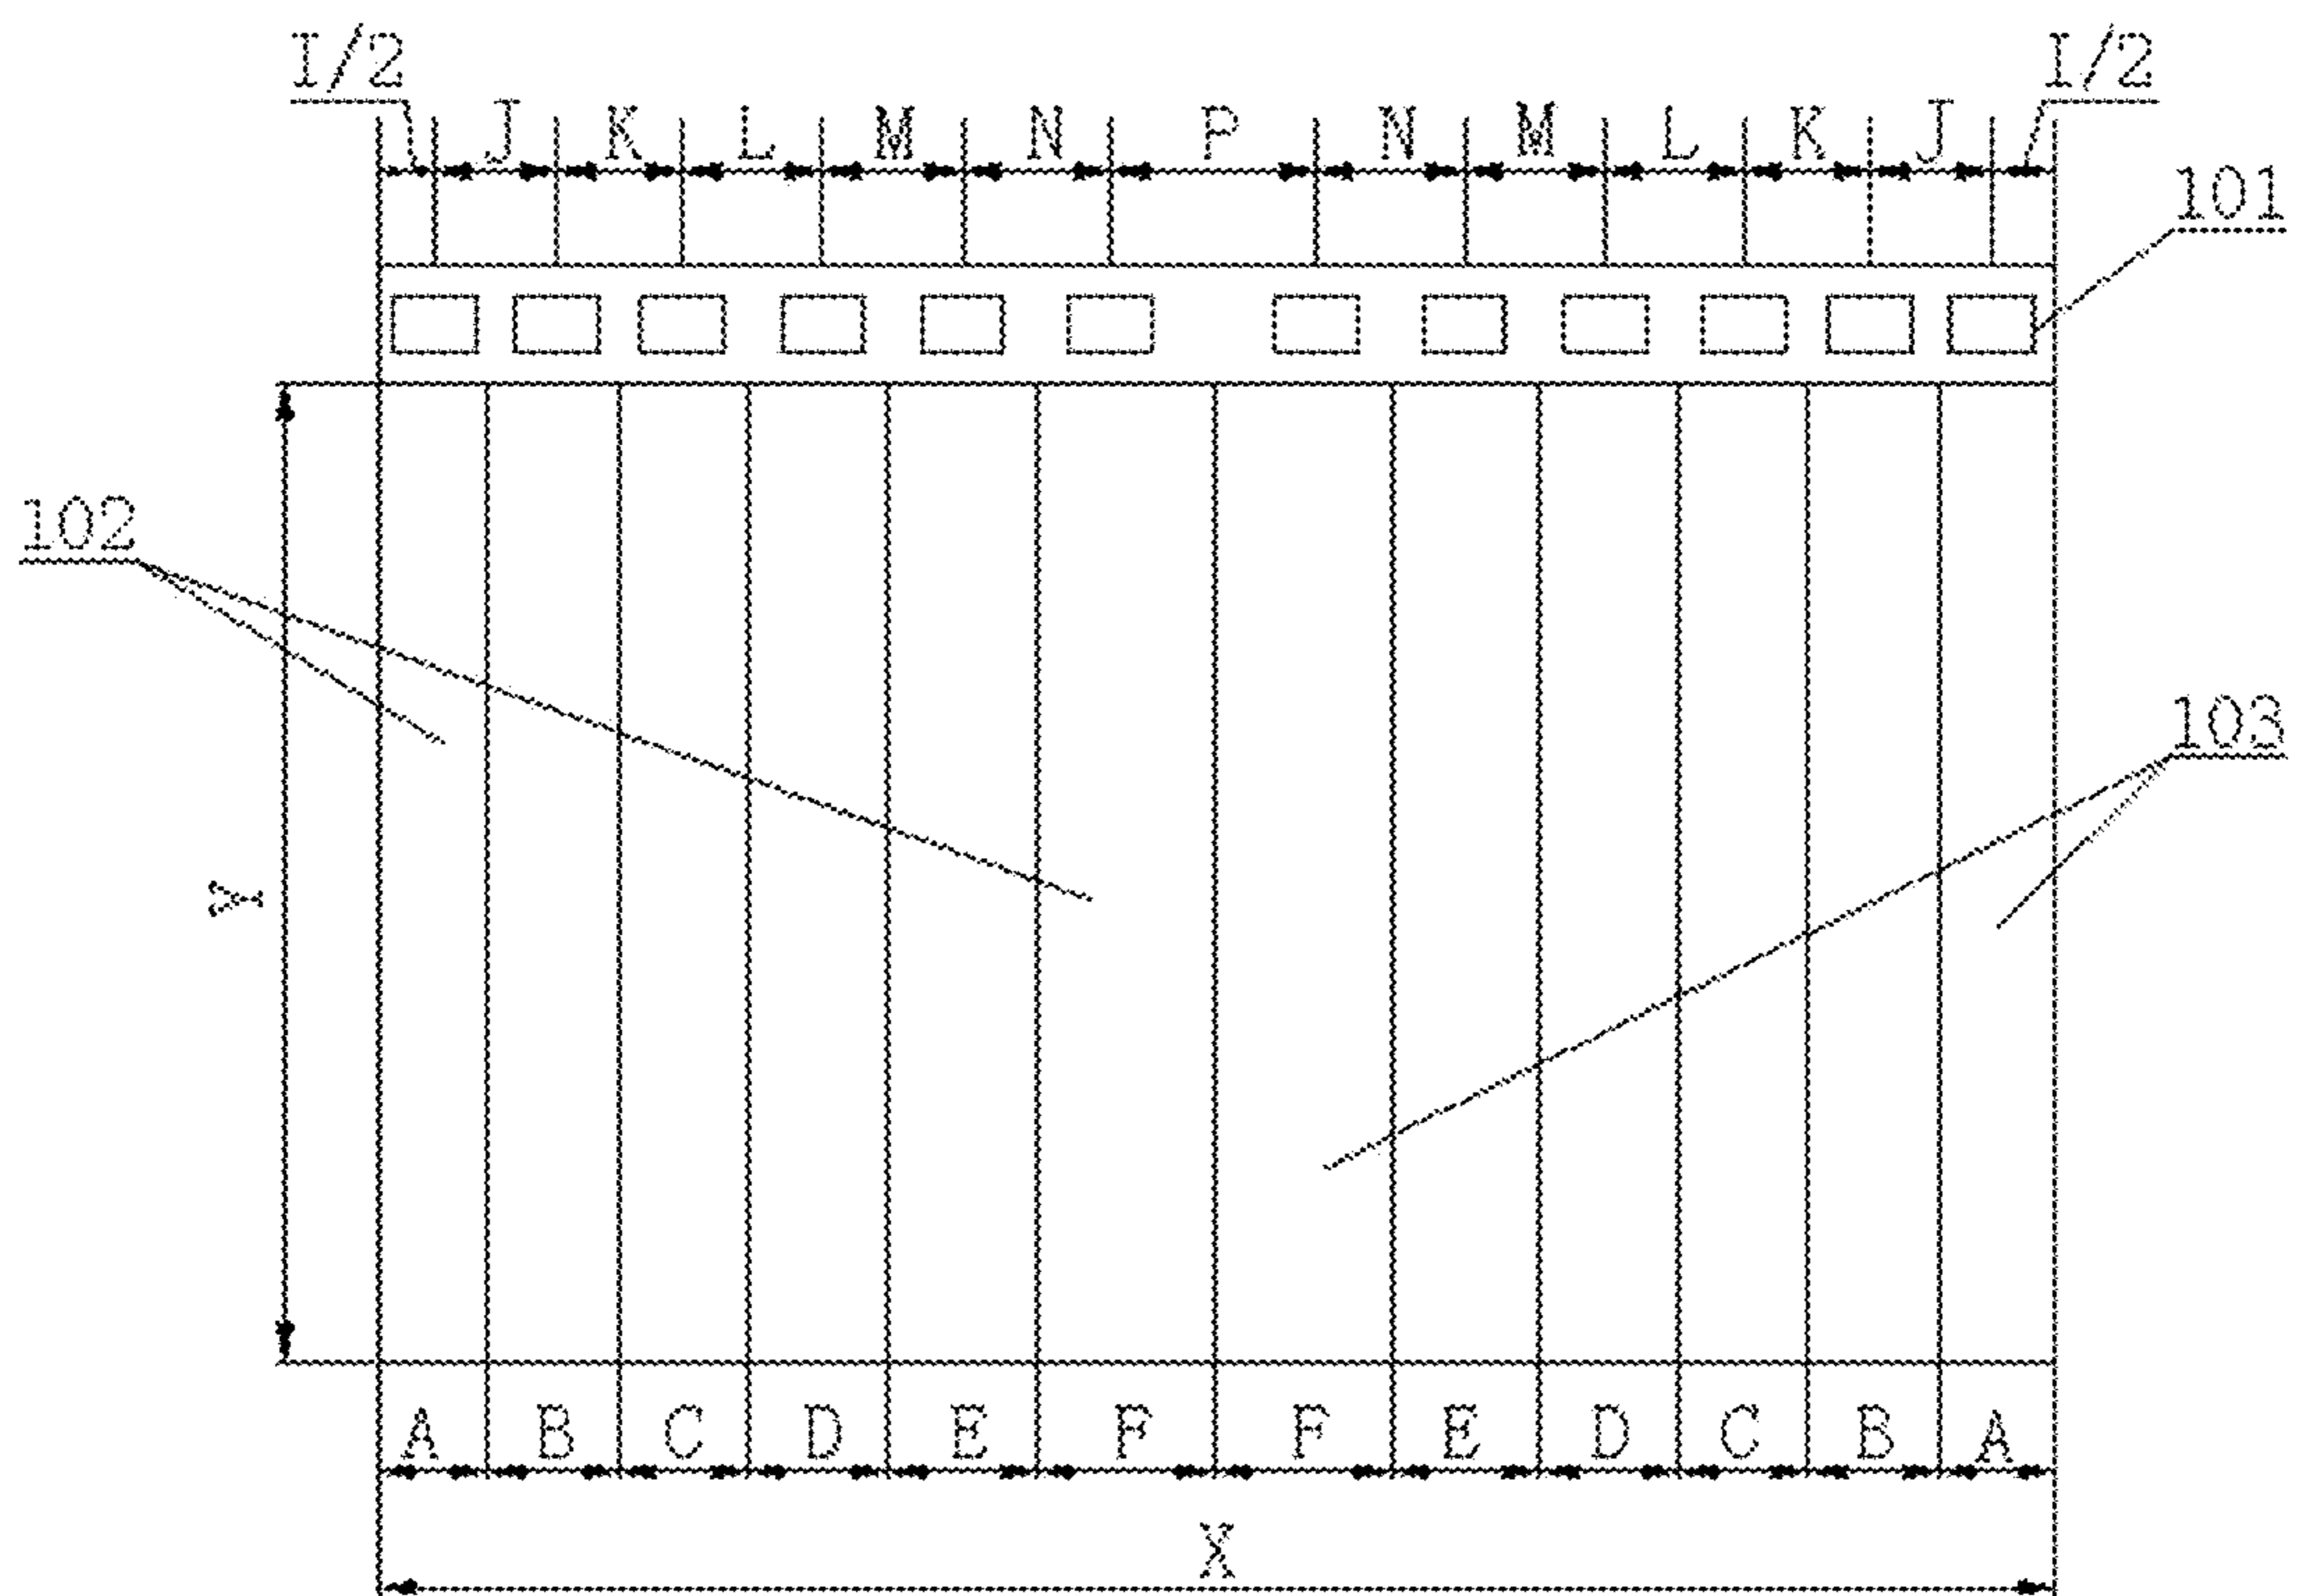 I/2 I/2
J K L M N P N M L K J
101
102
103
Y
A B C D E F F E D C B A
X